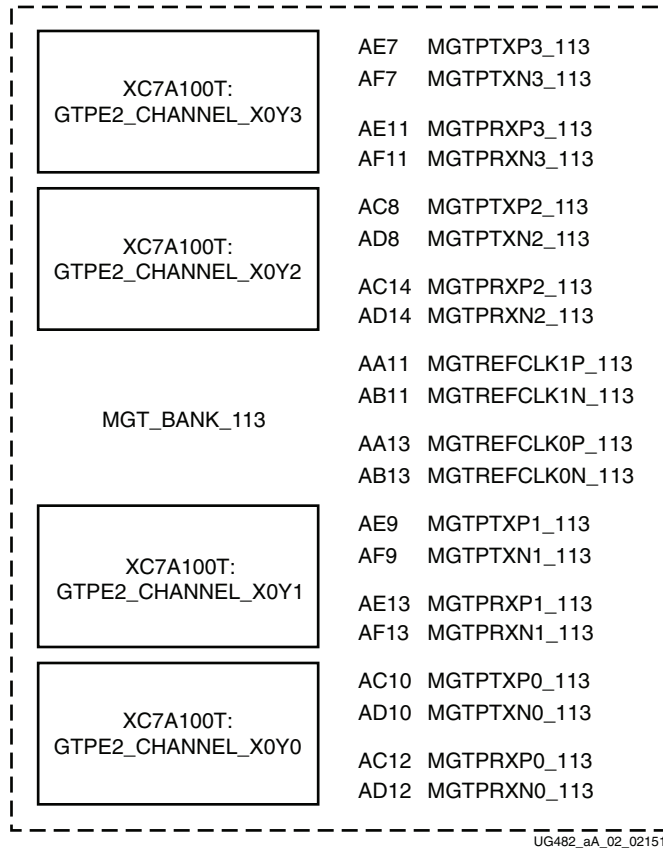 XC7A100T:
GTPE2_CHANNEL_X0Y3
AE7 MGTPTXP3_113
AF7 MGTPTXN3_113
AE11 MGTPRXP3_113
AF11 MGTPRXN3_113
XC7A100T:
GTPE2_CHANNEL_X0Y2
AC8 MGTPTXP2_113
AD8 MGTPTXN2_113
AC14 MGTPRXP2_113
AD14 MGTPRXN2_113
MGT_BANK_113
AA11 MGTREFCLK1P_113
AB11 MGTREFCLK1N_113
AA13 MGTREFCLK0P_113
AB13 MGTREFCLK0N_113
XC7A100T:
GTPE2_CHANNEL_X0Y1
AE9 MGTPTXP1_113
AF9 MGTPTXN1_113
AE13 MGTPRXP1_113
AF13 MGTPRXN1_113
XC7A100T:
GTPE2_CHANNEL_X0Y0
AC10 MGTPTXP0_113
AD10 MGTPTXN0_113
AC12 MGTPRXP0_113
AD12 MGTPRXN0_113
UG482_aA_02_02151